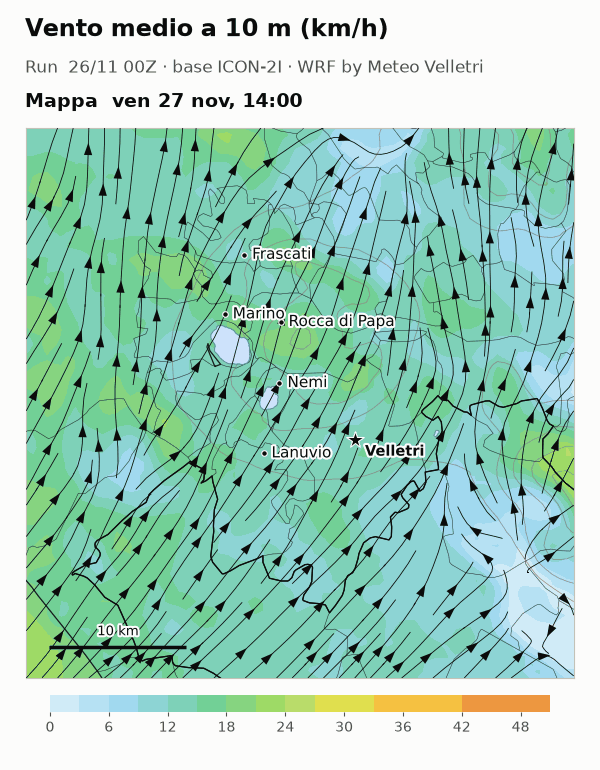 Vento medio a 10 m (km/h)
Run 26/11 00Z · base ICON-2I · WRF by Meteo Velletri
Mappa ven 27 nov, 14:00
Frascati
Marino
Rocca di Papa
Nemi
Velletri
Lanuvio
10 km
0 6 12 18 24 30 36 42 48